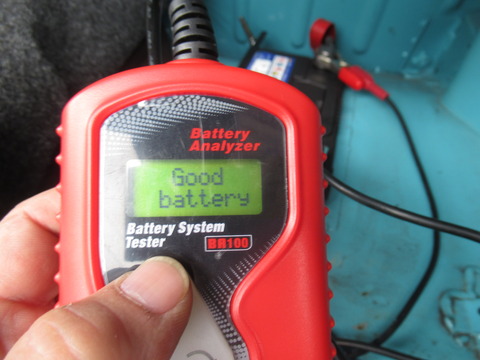 Battery
Analyzer
Good
battery
Battery System
Tester BA100